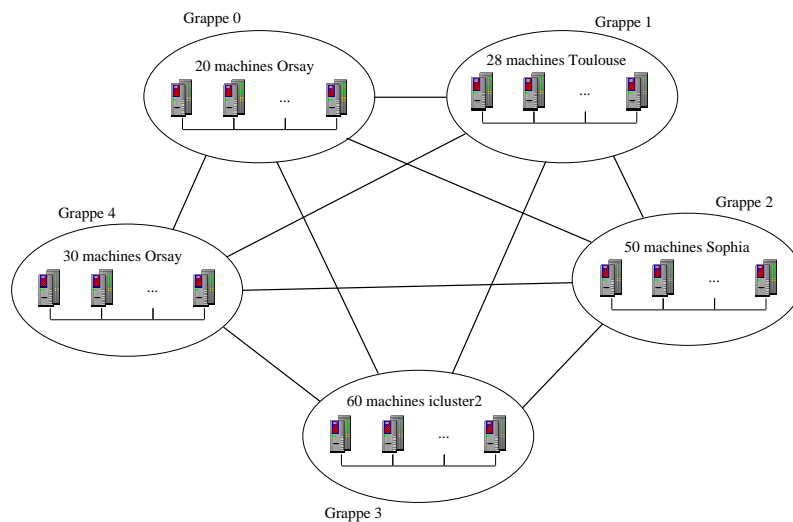 Grappe 0
Grappe 1
20 machines Orsay
...
28 machines Toulouse
...
Grappe 4
Grappe 2
30 machines Orsay
...
50 machines Sophia
...
60 machines icluster2
...
Grappe 3